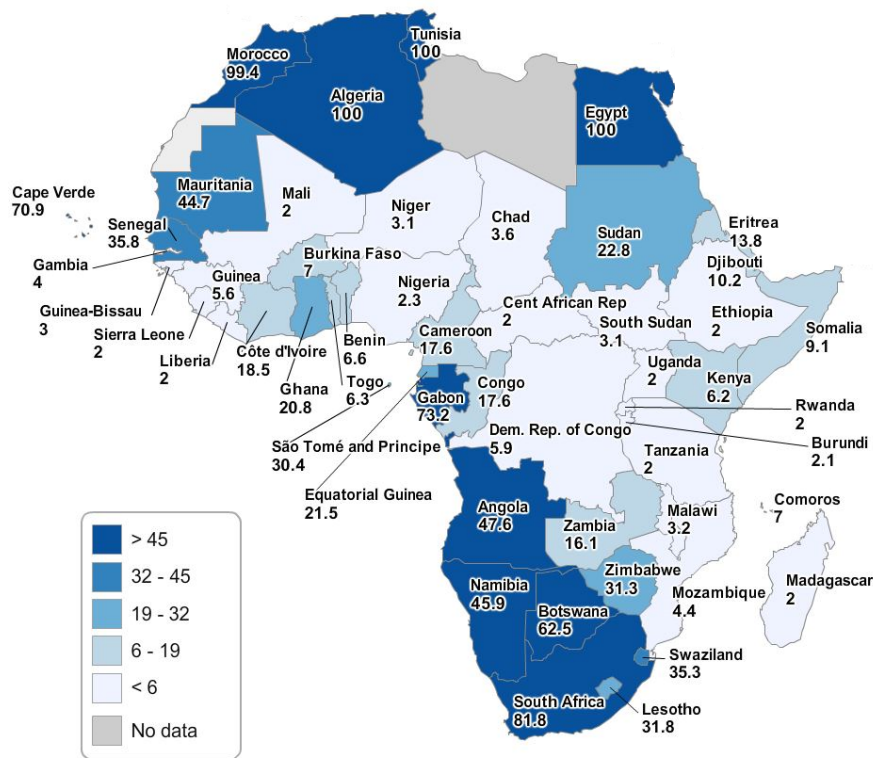 Tunisia
100
Morocco
99.4
Algeria
100
Egypt
100
Cape Verde
70.9
Mauritania
44.7
Mali
2
Niger
3.1
Chad
3.6
Sudan
22.8
Eritrea
13.8
Senegal
35.8
Gambia
4
Guinea-Bissau
3
Guinea
5.6
Sierra Leone
2
Liberia
2
Côte d'Ivoire
18.5
Burkina Faso
7
Ghana
20.8
Togo
6.3
Benin
6.6
Nigeria
2.3
Cameroon
17.6
Cent African Rep
2
South Sudan
3.1
Djibouti
10.2
Ethiopia
2
Somalia
9.1
Uganda
2
Kenya
6.2
Rwanda
2
Burundi
2.1
Gabon
73.2
Congo
17.6
Dem. Rep. of Congo
5.9
São Tomé and Principe
30.4
Equatorial Guinea
21.5
Tanzania
2
Angola
47.6
Zambia
16.1
Malawi
3.2
Comoros
7
Namibia
45.9
Botswana
62.5
Zimbabwe
31.3
Mozambique
4.4
Madagascar
2
Swaziland
35.3
South Africa
81.8
Lesotho
31.8
> 45
32 - 45
19 - 32
6 - 19
< 6
No data